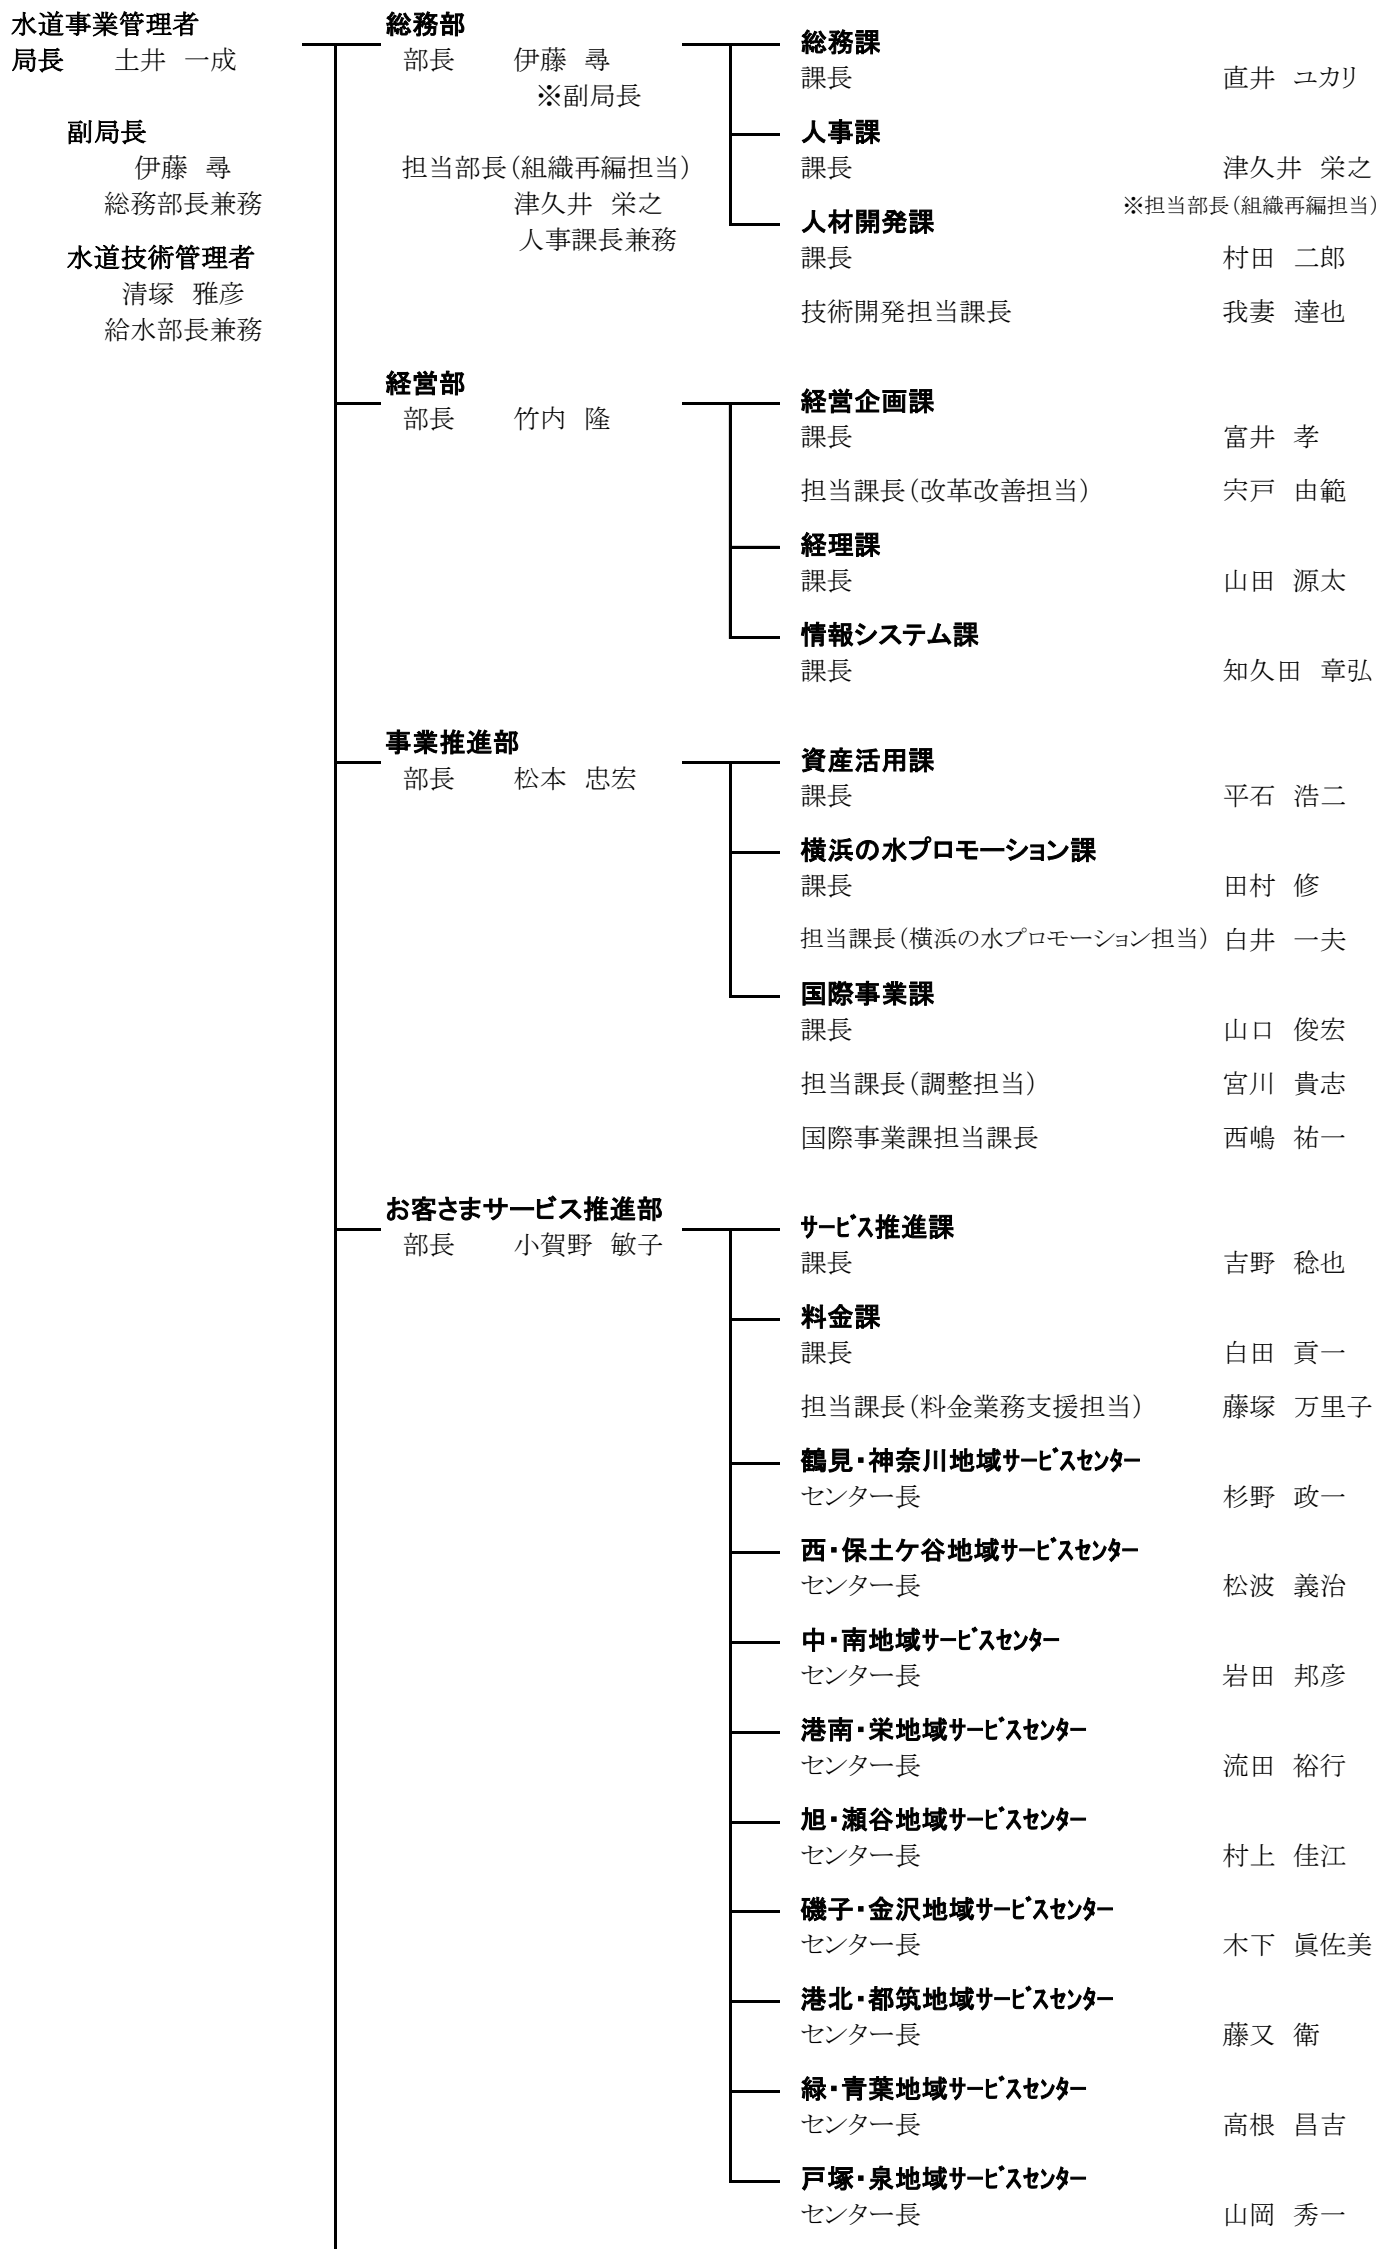 水道事業管理者
局長 土井 一成
副局長
伊藤 尋
総務部長兼務
水道技術管理者
清塚 雅彦
給水部長兼務
総務部
部長 伊藤 尋
※副局長
担当部長(組織再編担当)
津久井 栄之
人事課長兼務
総務課
課長 直井 ユカリ
人事課
課長 津久井 栄之
※担当部長(組織再編担当)
人材開発課
課長 村田 二郎
技術開発担当課長 我妻 達也
経営部
部長 竹内 隆
経営企画課
課長 富井 孝
担当課長(改革改善担当) 宍戸 由範
経理課
課長 山田 源太
情報システム課
課長 知久田 章弘
事業推進部
部長 松本 忠宏
資産活用課
課長 平石 浩二
横浜の水プロモーション課
課長 田村 修
担当課長(横浜の水プロモーション担当) 白井 一夫
国際事業課
課長 山口 俊宏
担当課長(調整担当) 宮川 貴志
国際事業課担当課長 西嶋 祐一
お客さまサービス推進部
部長 小賀野 敏子
サービス推進課
課長 吉野 稔也
料金課
課長 白田 貢一
担当課長(料金業務支援担当) 藤塚 万里子
鶴見・神奈川地域サービスセンター
センター長 杉野 政一
西・保土ケ谷地域サービスセンター
センター長 松波 義治
中・南地域サービスセンター
センター長 岩田 邦彦
港南・栄地域サービスセンター
センター長 流田 裕行
旭・瀬谷地域サービスセンター
センター長 村上 佳江
磯子・金沢地域サービスセンター
センター長 木下 眞佐美
港北・都筑地域サービスセンター
センター長 藤又 衛
緑・青葉地域サービスセンター
センター長 高根 昌吉
戸塚・泉地域サービスセンター
センター長 山岡 秀一